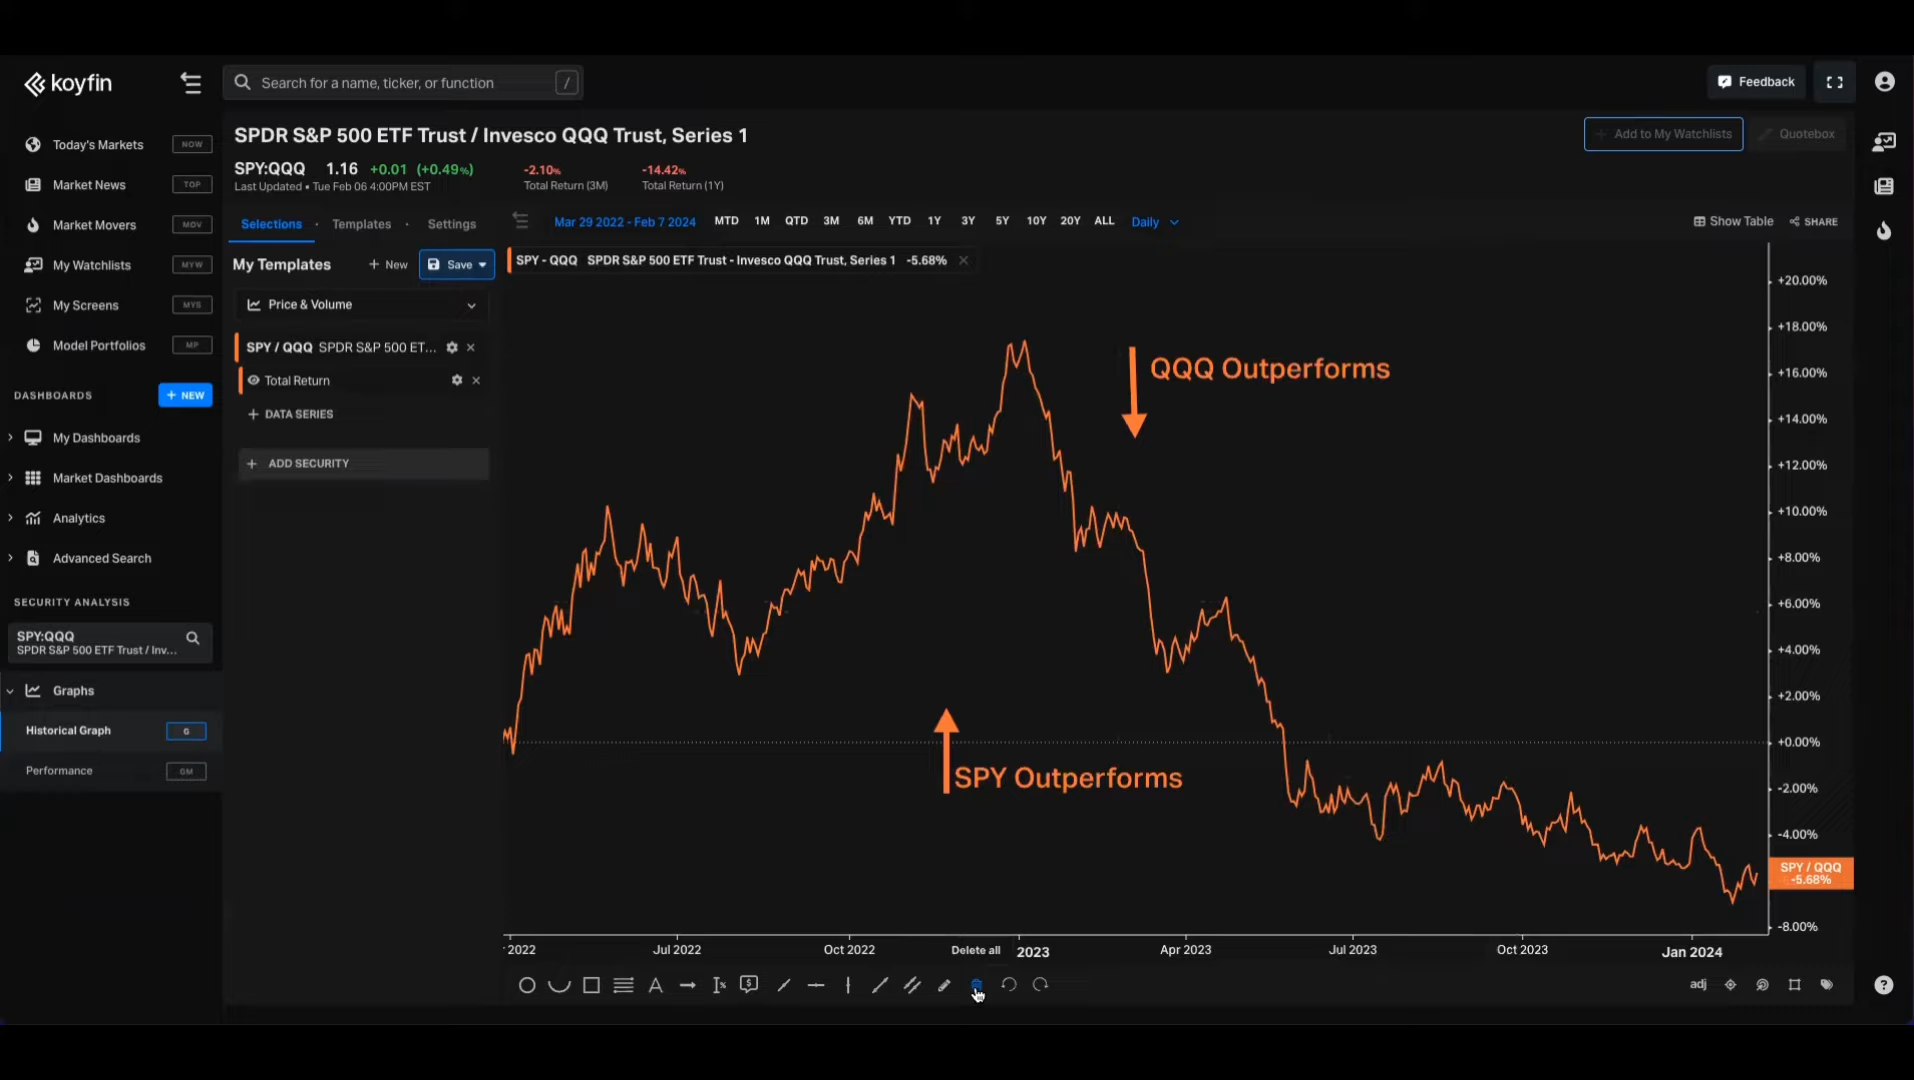 koyfin
Search for a name, ticker, or function /
Feedback
Today's Markets NOW
Market News TOP
Market Movers MOV
My Watchlists MYW
My Screens MYS
Model Portfolios MP
DASHBOARDS + NEW
My Dashboards
Market Dashboards
Analytics
Advanced Search
SECURITY ANALYSIS
SPY:QQQ
SPDR S&P 500 ETF Trust / Inv...
Graphs
Historical Graph G
Performance GM
SPDR S&P 500 ETF Trust / Invesco QQQ Trust, Series 1
+ Add to My Watchlists
Quotebox
SPY:QQQ 1.16 +0.01 (+0.49%)
Last Updated • Tue Feb 06 4:00PM EST
-2.10%
Total Return (3M)
-14.42%
Total Return (1Y)
Selections · Templates · Settings
Mar 29 2022 - Feb 7 2024 MTD 1M QTD 3M 6M YTD 1Y 3Y 5Y 10Y 20Y ALL Daily
Show Table SHARE
My Templates + New Save
Price & Volume
SPY / QQQ SPDR S&P 500 ET... ×
Total Return ×
+ DATA SERIES
+ ADD SECURITY
SPY - QQQ SPDR S&P 500 ETF Trust - Invesco QQQ Trust, Series 1 -5.68% ×
QQQ Outperforms
SPY Outperforms
+20.00%
+18.00%
+16.00%
+14.00%
+12.00%
+10.00%
+8.00%
+6.00%
+4.00%
+2.00%
+0.00%
-2.00%
-4.00%
SPY / QQQ
-5.68%
-8.00%
2022 Jul 2022 Oct 2022 Delete all 2023 Apr 2023 Jul 2023 Oct 2023 Jan 2024
A
adj
?